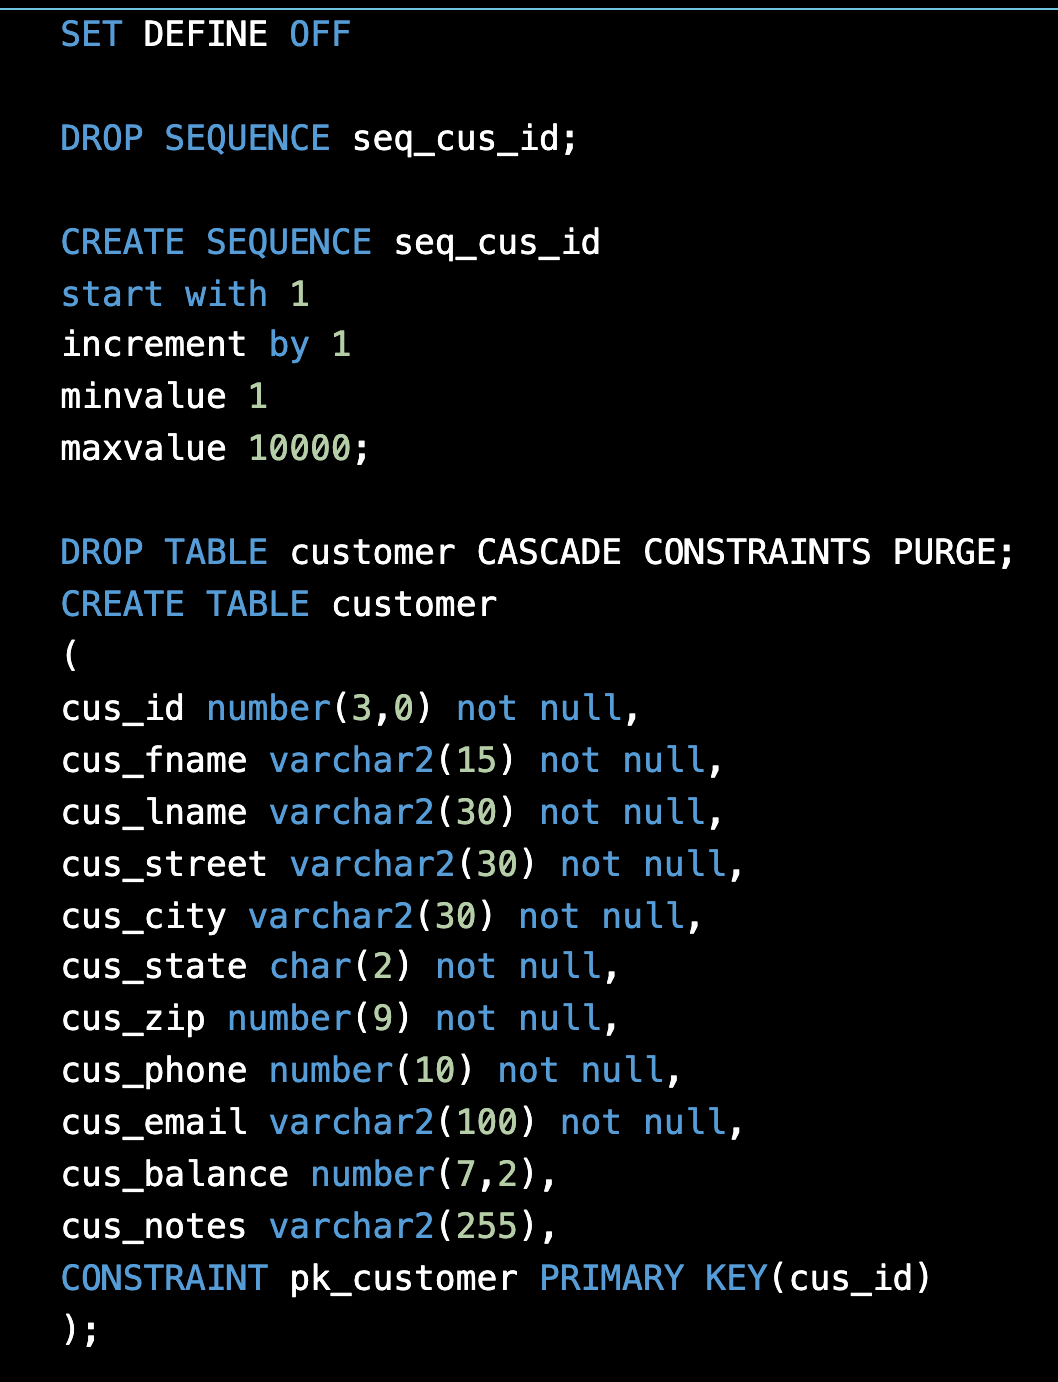 SET DEFINE OFF
DROP SEQUENCE seq_cus_id;
CREATE SEQUENCE seq_cus_id
start with 1
increment by 1
minvalue 1
maxvalue 10000;
DROP TABLE customer CASCADE CONSTRAINTS PURGE;
CREATE TABLE customer
(
cus_id number(3,0) not null,
cus_fname varchar2(15) not null,
cus_lname varchar2(30) not null,
cus_street varchar2(30) not null,
cus_city varchar2(30) not null,
cus_state char(2) not null,
cus_zip number(9) not null,
cus_phone number(10) not null,
cus_email varchar2(100) not null,
cus_balance number(7,2),
cus_notes varchar2(255),
CONSTRAINT pk_customer PRIMARY KEY(cus_id)
);